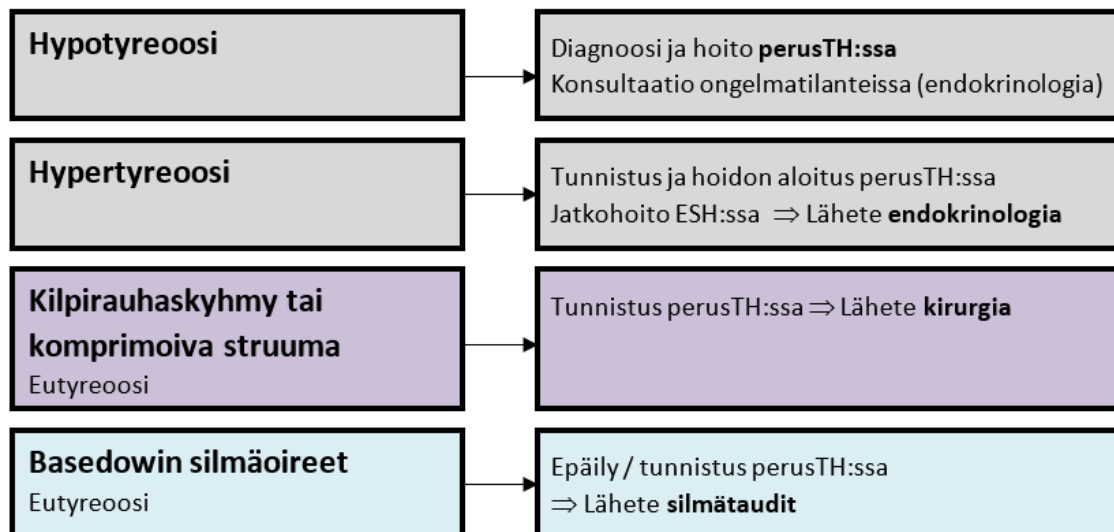 Hypotyreoosi
Diagnoosi ja hoito perusTH:ssa
Konsultaatio ongelmatilanteissa (endokrinologia)
Hypertyreoosi
Tunnistus ja hoidon aloitus perusTH:ssa
Jatkohoito ESH:ssa ⇒ Lähete endokrinologia
Kilpirauhaskyhmy tai
komprimoiva struuma
Eutyreoosi
Tunnistus perusTH:ssa ⇒ Lähete kirurgia
Basedowin silmäoireet
Eutyreoosi
Epäily / tunnistus perusTH:ssa
⇒ Lähete silmätaudit